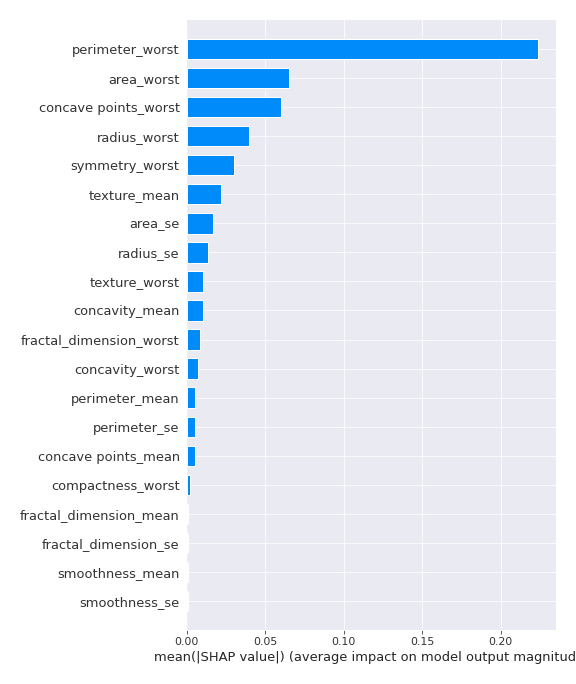 perimeter_worst
area_worst
concave points_worst
radius_worst
symmetry_worst
texture_mean
area_se
radius_se
texture_worst
concavity_mean
fractal_dimension_worst
concavity_worst
perimeter_mean
perimeter_se
concave points_mean
compactness_worst
fractal_dimension_mean
fractal_dimension_se
smoothness_mean
smoothness_se
0.00 0.05 0.10 0.15 0.20
mean(|SHAP value|) (average impact on model output magnitud